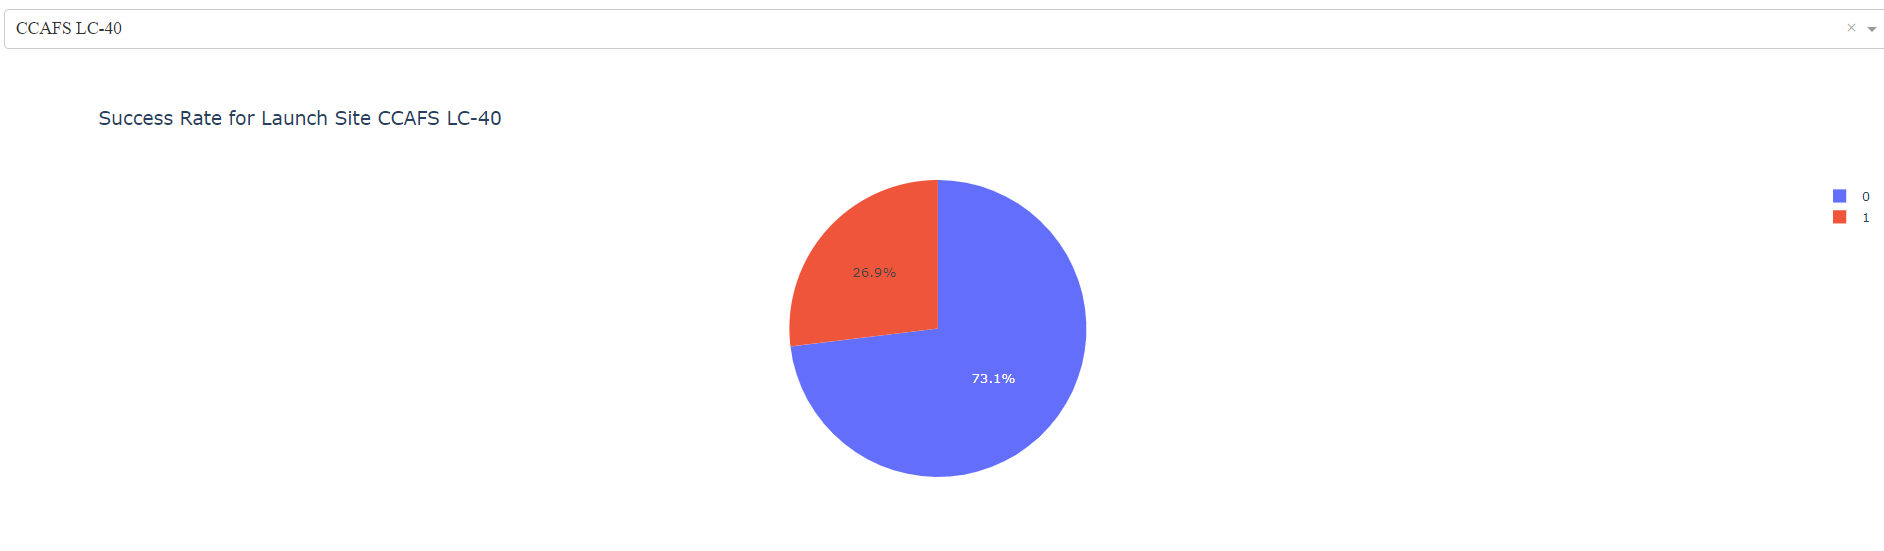 CCAFS LC-40
Success Rate for Launch Site CCAFS LC-40
0
1
26.9%
73.1%